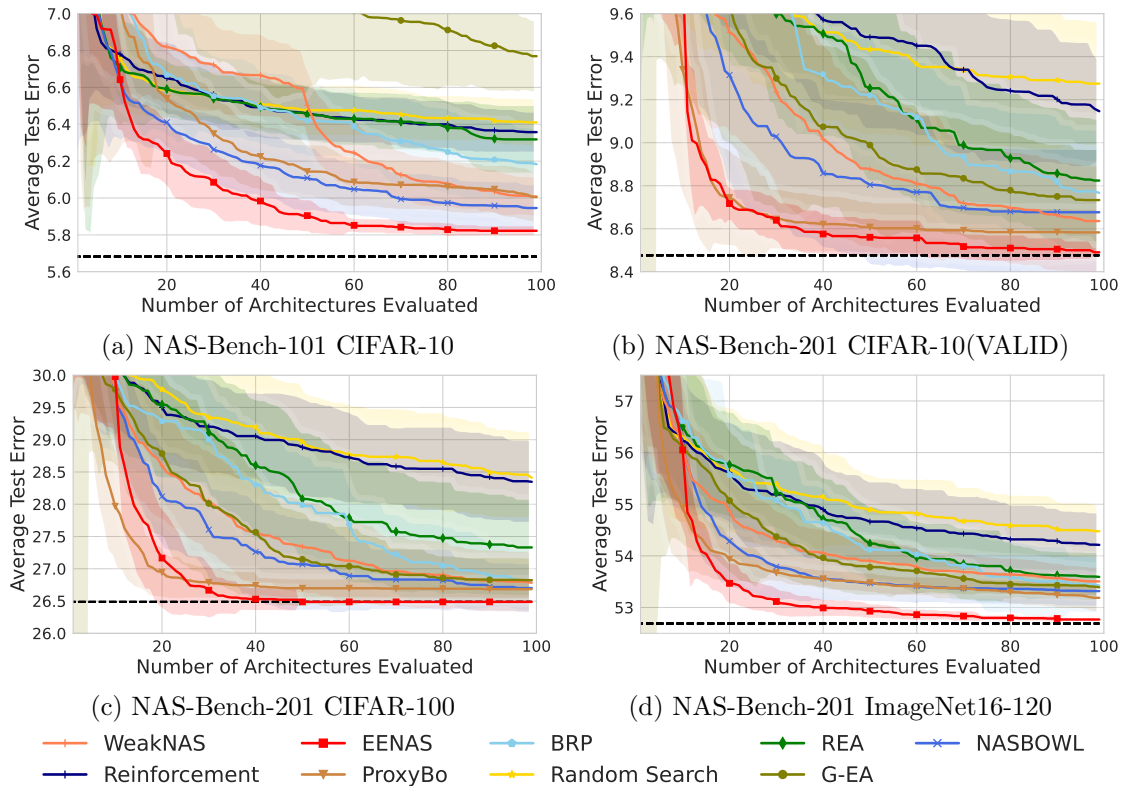 7.0
6.8
6.6
6.4
6.2
6.0
5.8
5.6
Average Test Error
20
40
60
80
100
Number of Architectures Evaluated
(a) NAS-Bench-101 CIFAR-10
9.6
9.4
9.2
9.0
8.8
8.6
8.4
Average Test Error
20
40
60
80
100
Number of Architectures Evaluated
(b) NAS-Bench-201 CIFAR-10(VALID)
30.0
29.5
29.0
28.5
28.0
27.5
27.0
26.5
26.0
Average Test Error
20
40
60
80
100
Number of Architectures Evaluated
(c) NAS-Bench-201 CIFAR-100
57
56
55
54
53
Average Test Error
20
40
60
80
100
Number of Architectures Evaluated
(d) NAS-Bench-201 ImageNet16-120
WeakNAS
EENAS
BRP
REA
NASBOWL
Reinforcement
ProxyBo
Random Search
G-EA